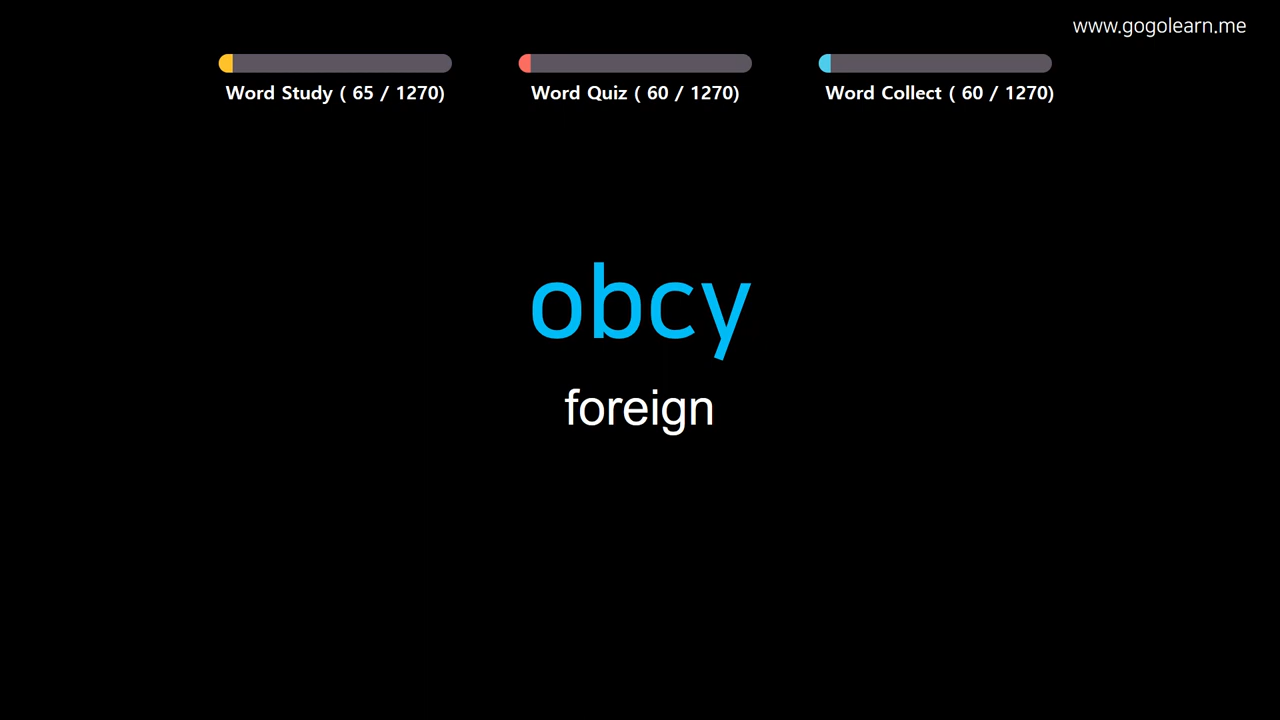 www.gogolearn.me
Word Study ( 65 / 1270)
Word Quiz ( 60 / 1270)
Word Collect ( 60 / 1270)
obcy
foreign